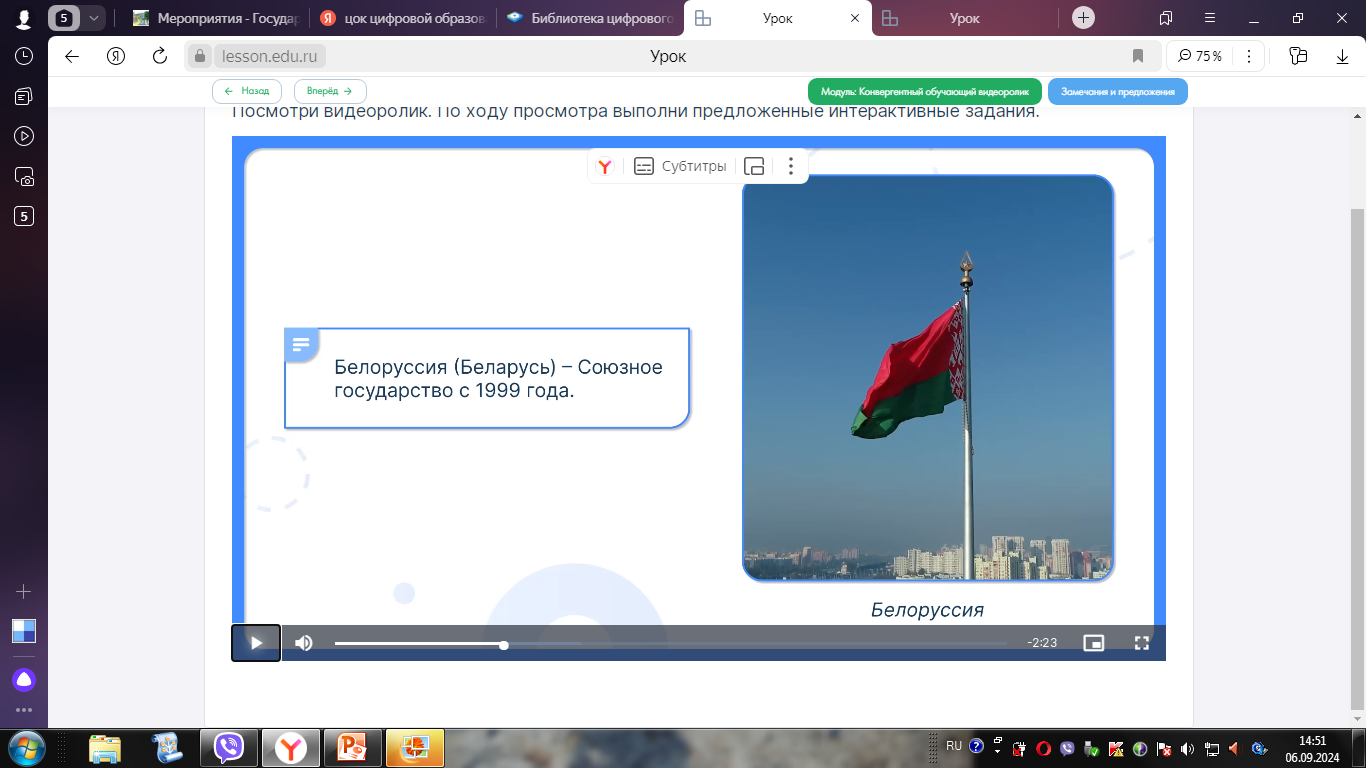 5
Мероприятия - Государ
цок цифровой образов
Библиотека цифрового
Урок
Урок
lesson.edu.ru
Урок
75 %
Назад
Вперёд
Модуль: Конвергентный обучающий видеоролик
Замечания и предложения
Посмотри видеоролик. По ходу просмотра выполни предложенные интерактивные задания.
Субтитры
5
Белоруссия (Беларусь) – Союзное
государство с 1999 года.
Белоруссия
-2:23
RU
14:51
06.09.2024